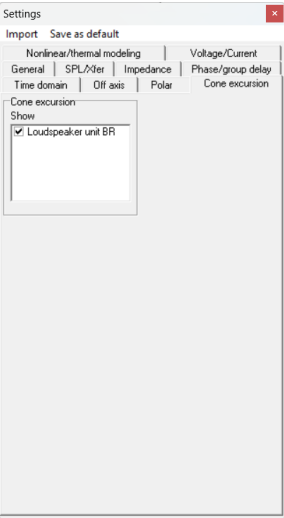 Settings
Import Save as default
Nonlinear/thermal modeling Voltage/Current
General SPL/Xfer Impedance Phase/group delay
Time domain Off axis Polar Cone excursion
Cone excursion
Show
Loudspeaker unit BR